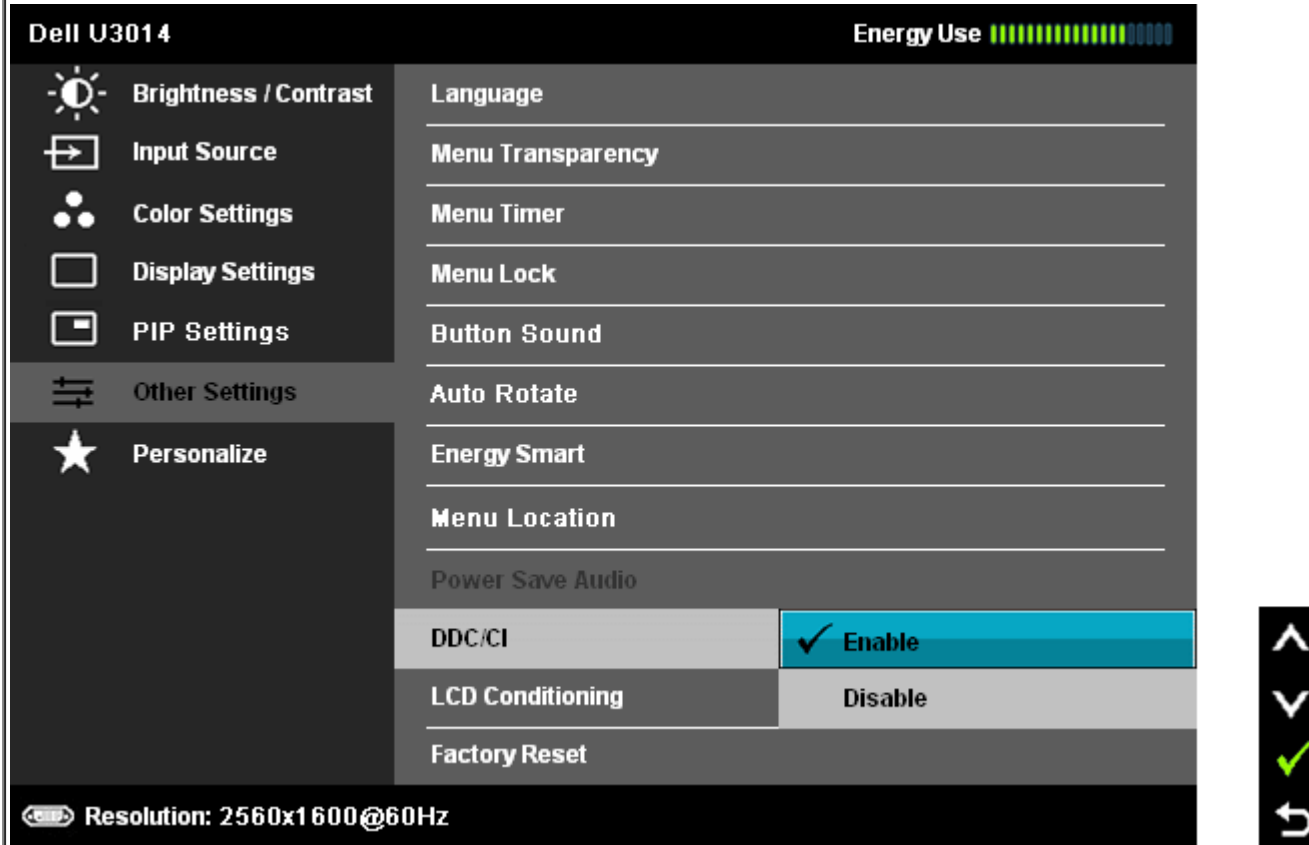 Dell U3014
Energy Use
Brightness / Contrast
Input Source
Color Settings
Display Settings
PIP Settings
Other Settings
Personalize
Language
Menu Transparency
Menu Timer
Menu Lock
Button Sound
Auto Rotate
Energy Smart
Menu Location
Power Save Audio
DDC/CI
Enable
LCD Conditioning
Disable
Factory Reset
Resolution: 2560x1600@60Hz